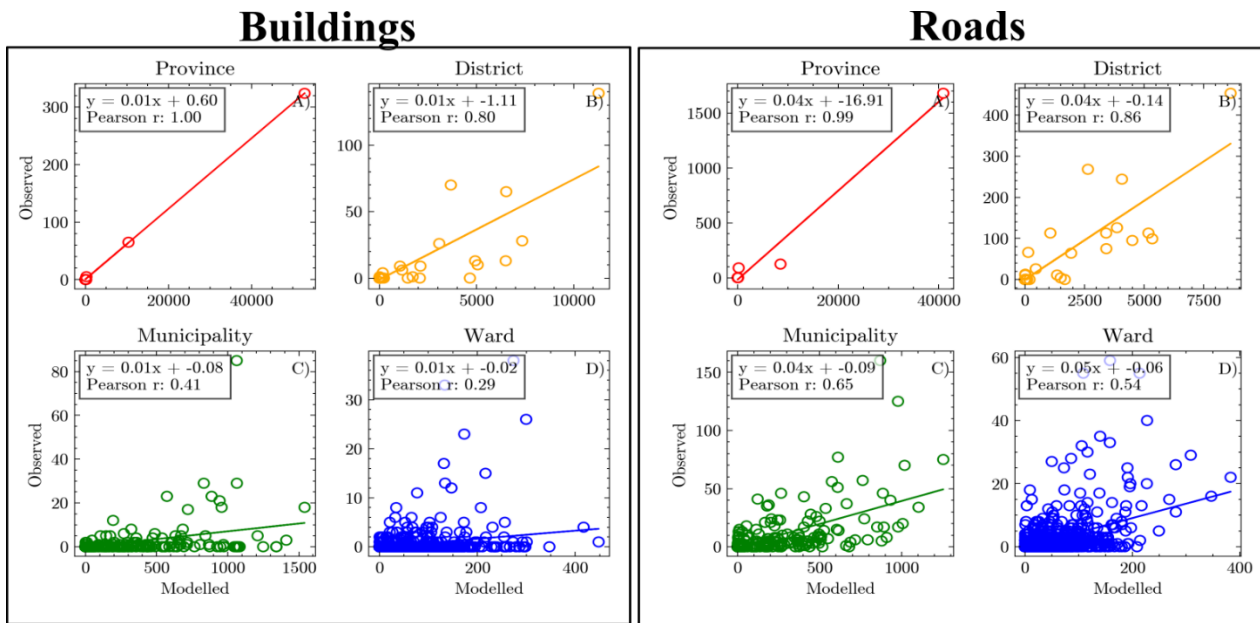 Buildings
Province
y = 0.01x + 0.60
Pearson r: 1.00
A)
Observed
300
200
100
0
0 20000 40000
District
y = 0.01x + -1.11
Pearson r: 0.80
B)
100
50
0
0 5000 10000
Municipality
y = 0.01x + -0.08
Pearson r: 0.41
C)
Observed
80
60
40
20
0
0 500 1000 1500
Modelled
Ward
y = 0.01x + -0.02
Pearson r: 0.29
D)
30
20
10
0
0 200 400
Modelled
Roads
Province
y = 0.04x + -16.91
Pearson r: 0.99
A)
Observed
1500
1000
500
0
0 20000 40000
District
y = 0.04x + -0.14
Pearson r: 0.86
B)
400
300
200
100
0
0 2500 5000 7500
Municipality
y = 0.04x + -0.09
Pearson r: 0.65
C)
Observed
150
100
50
0
0 500 1000
Modelled
Ward
y = 0.05x + -0.06
Pearson r: 0.54
D)
60
40
20
0
0 200 400
Modelled